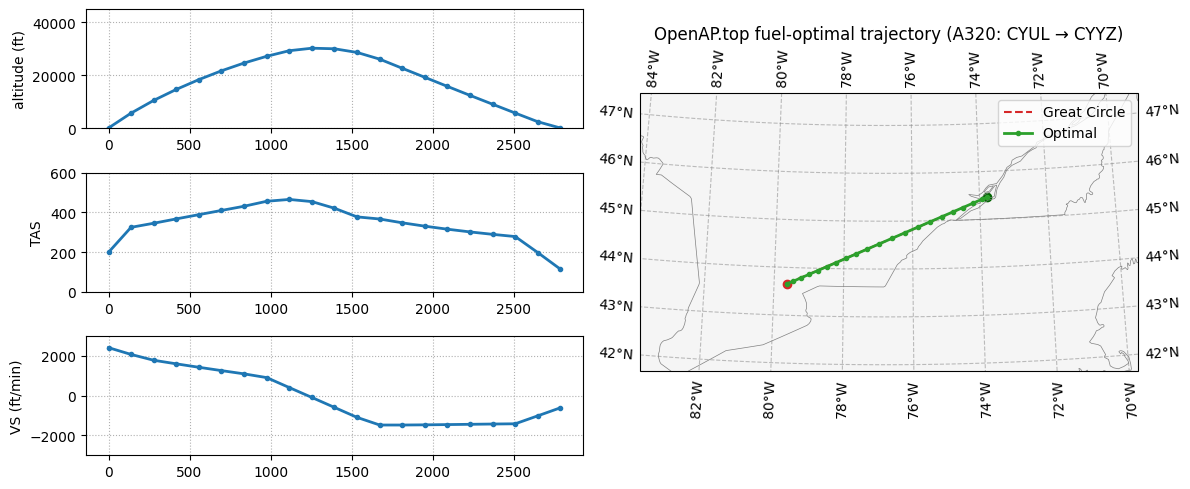 altitude (ft)
40000
20000
0
0 500 1000 1500 2000 2500
TAS
600
400
200
0
0 500 1000 1500 2000 2500
VS (ft/min)
2000
0
−2000
0 500 1000 1500 2000 2500
OpenAP.top fuel-optimal trajectory (A320: CYUL → CYYZ)
84°W 82°W 80°W 78°W 76°W 74°W 72°W 70°W
Great Circle
Optimal
47°N 47°N
46°N 46°N
45°N 45°N
44°N 44°N
43°N 43°N
42°N 42°N
82°W 80°W 78°W 76°W 74°W 72°W 70°W